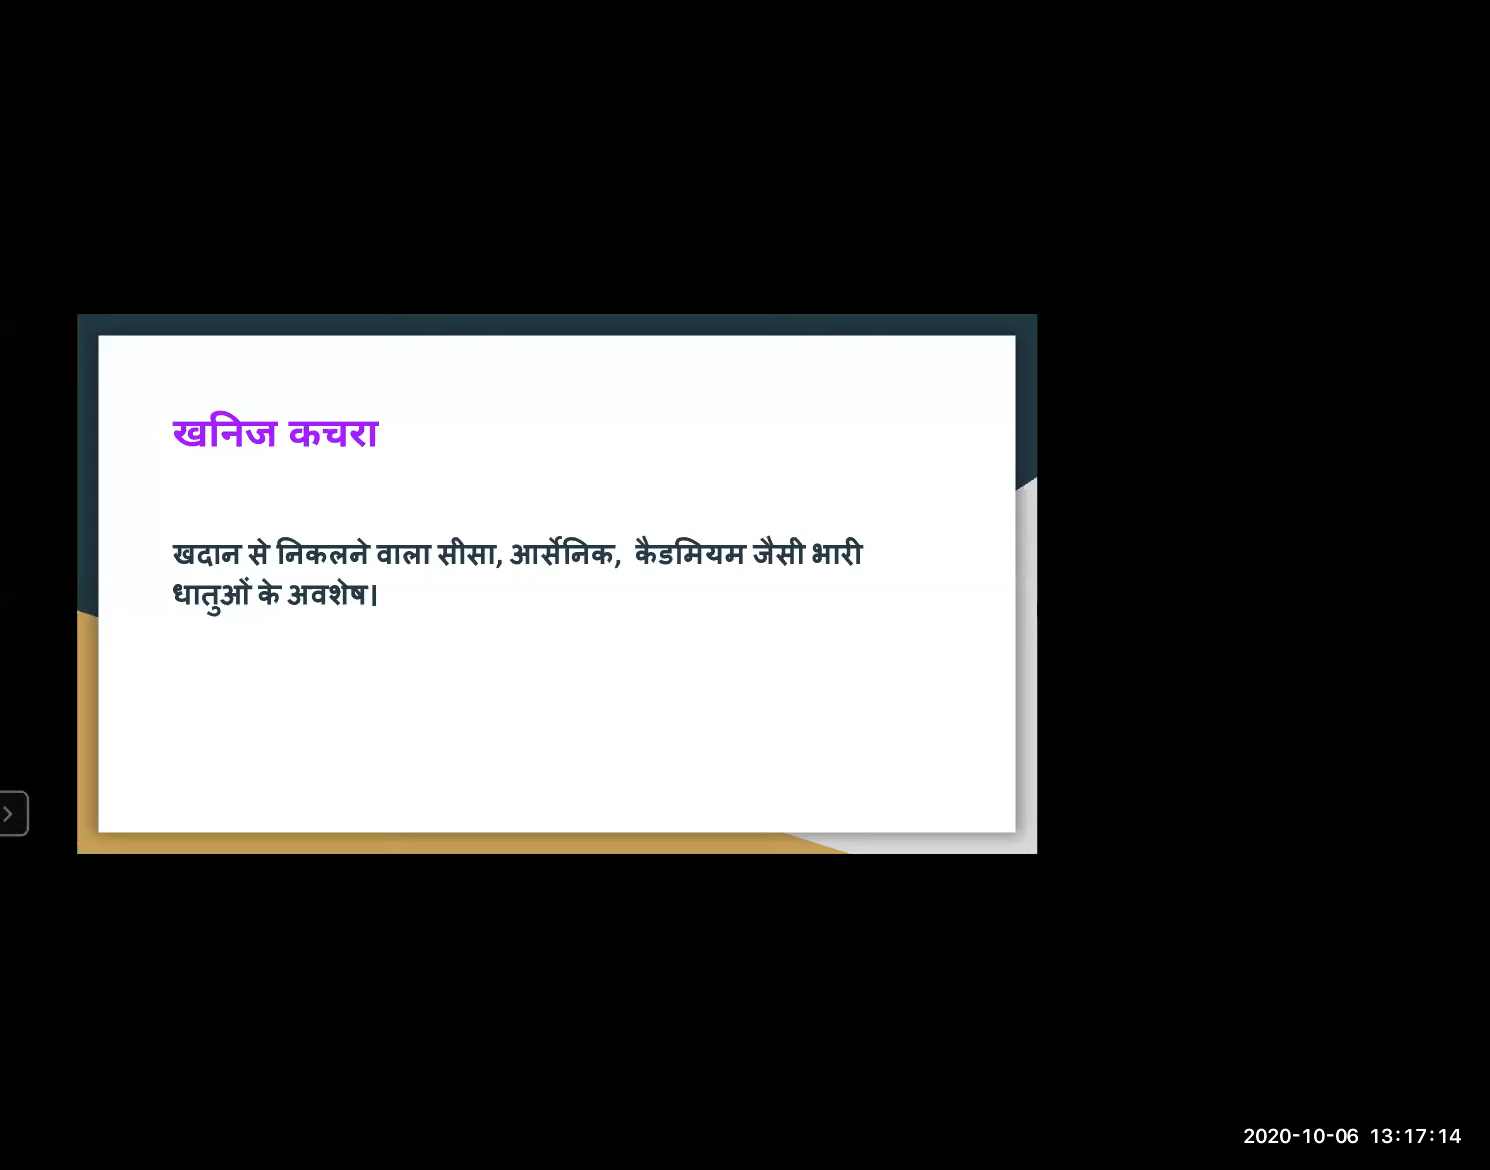 खनिज कचरा
खदान से निकलने वाला सीसा, आर्सेनिक,  कैडमियम जैसी भारी
धातुओं के अवशेष।
2020-10-06 13:17:14